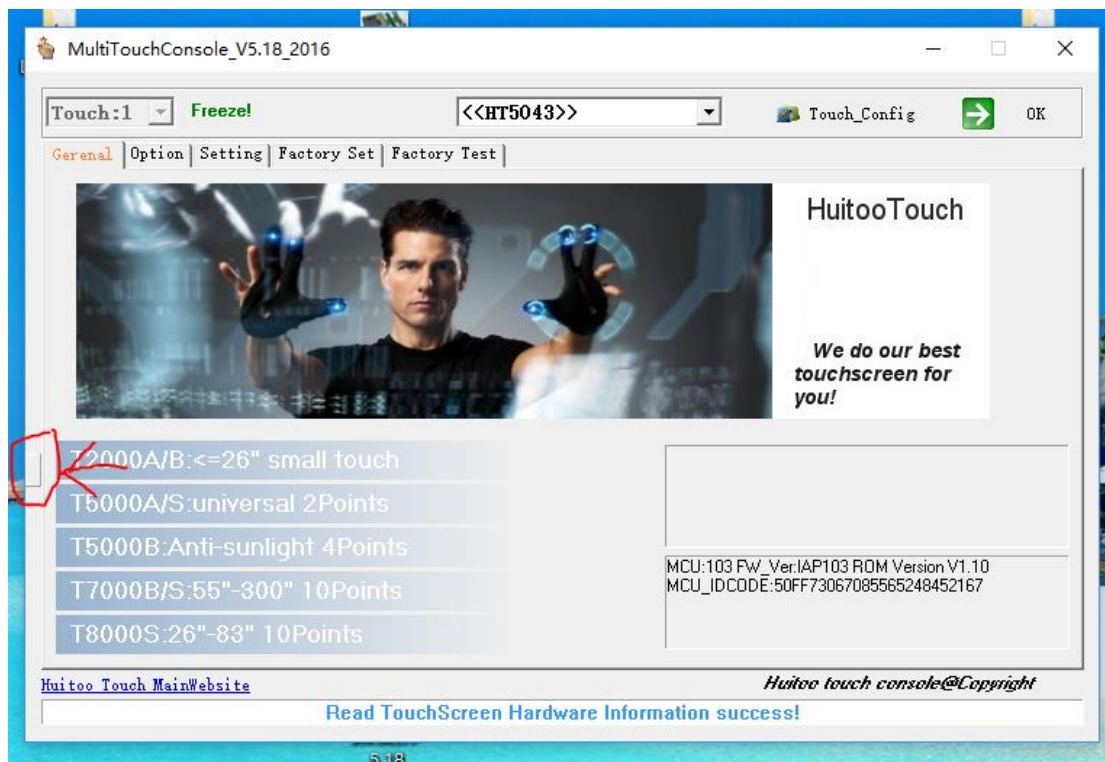 MultiTouchConsole_V5.18_2016
Touch:1 Freeze! <<HT5043>> Touch_Config OK
Gerenal Option Setting Factory Set Factory Test
HuitooTouch
We do our best
touchscreen for
you!
T2000A/B:<=26" small touch
T5000A/S:universal 2Points
T5000B:Anti-sunlight 4Points
T7000B/S:55"-300" 10Points
T8000S:26"-83" 10Points
MCU:103 FW_Ver:IAP103 ROM Version V1.10
MCU_IDCODE:50FF73067085565248452167
Huitoo Touch MainWebsite
Huitoo touch console@Copyright
Read TouchScreen Hardware Information success!
5.18